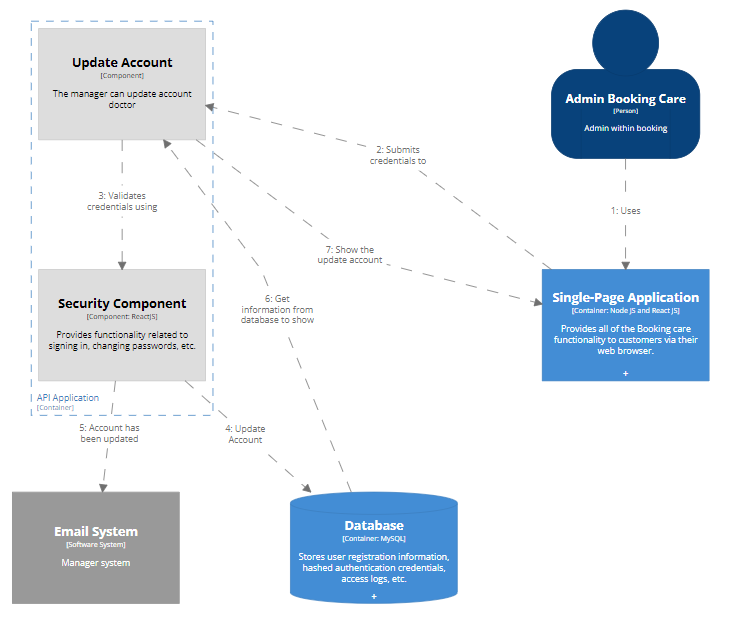 Update Account
[Component]
The manager can update account
doctor
Admin Booking Care
[Person]
Admin within booking
2: Submits
credentials to
3: Validates
credentials using
1: Uses
7: Show the
update account
Security Component
[Component: ReactJS]
Provides functionality related to
signing in, changing passwords, etc.
6: Get
information from
database to show
Single-Page Application
[Container: Node JS and React JS]
Provides all of the Booking care
functionality to customers via their
web browser.
+
API Application
[Container]
5: Account has
been updated
4: Update
Account
Email System
[Software System]
Manager system
Database
[Container: MySQL]
Stores user registration information,
hashed authentication credentials,
access logs, etc.
+